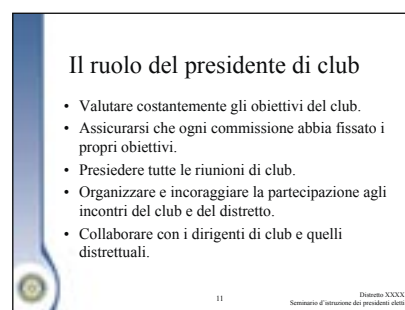 Il ruolo del presidente di club
• Valutare costantemente gli obiettivi del club.
• Assicurarsi che ogni commissione abbia fissato i
propri obiettivi.
• Presiedere tutte le riunioni di club.
• Organizzare e incoraggiare la partecipazione agli
incontri del club e del distretto.
• Collaborare con i dirigenti di club e quelli
distrettuali.
11
Distretto XXXX
Seminario d'istruzione dei presidenti eletti